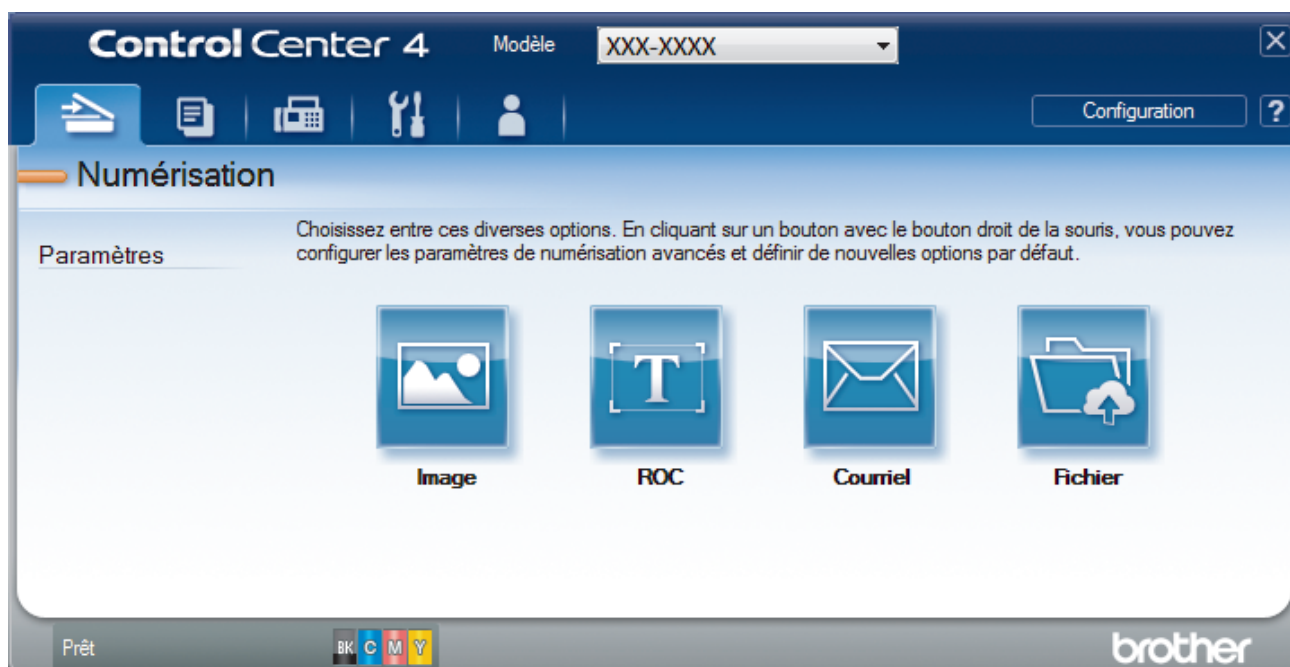 Control Center 4
Modèle
XXX-XXXX
Configuration
?
Numérisation
Paramètres
Choisissez entre ces diverses options. En cliquant sur un bouton avec le bouton droit de la souris, vous pouvez
configurer les paramètres de numérisation avancés et définir de nouvelles options par défaut.
T
Image
ROC
Courriel
Fichier
Prêt
BK C M Y
brother